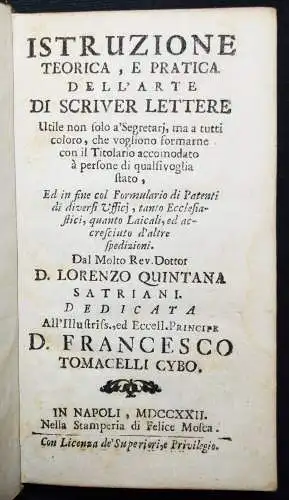 ISTRUZIONE
TEORICA, E PRATICA
DELL'ARTE
DI SCRIVER LETTERE
Utile non solo a'Segretarj, ma a tutti
coloro, che vogliono formarne
con il Titolario accomodato
à persone di qualsivoglia
stato,
Ed in fine col Formulario di Patenti
di diversi Ufficj, tanto Ecclesia-
stici, quanto Laicali, ed ac-
cresciuto d'altre
spedizioni.
Dal Molto Rev. Dottor
D. LORENZO QUINTANA
SATRIANI.
DEDICATA
All'Illustriss., ed Eccell. PRINCIPE
D. FRANCESCO
TOMACELLI CYBO.
IN NAPOLI, MDCCXXII.
Nella Stamperia di Felice Mosca.
Con Licenza de' Superiori, e Privilegio.